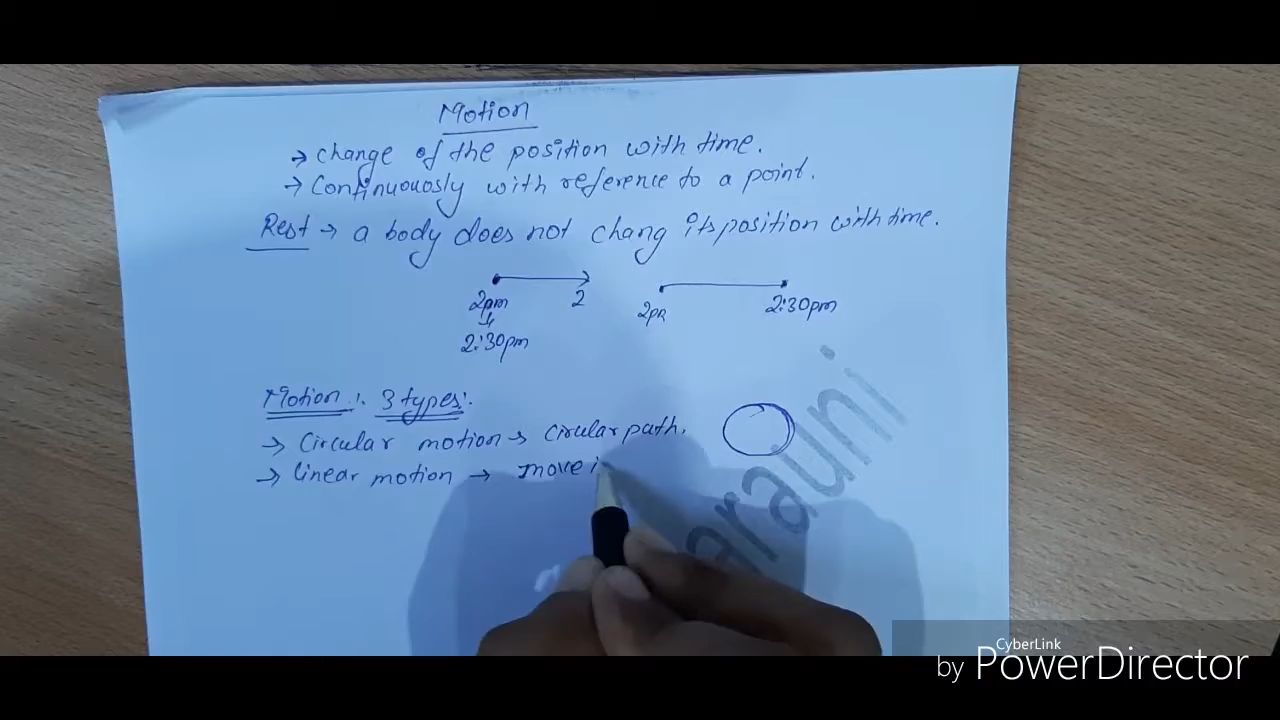 Motion
→ change of the position with time.
→ Continuously with reference to a point.
Rest → a body does not chang its position with time.
2pm 2 2pm 2:30pm
2:30pm
Motion :. 3 types:.
→ Circular motion → Circular path.
→ linear motion → move i
arauni
CyberLink
by PowerDirector